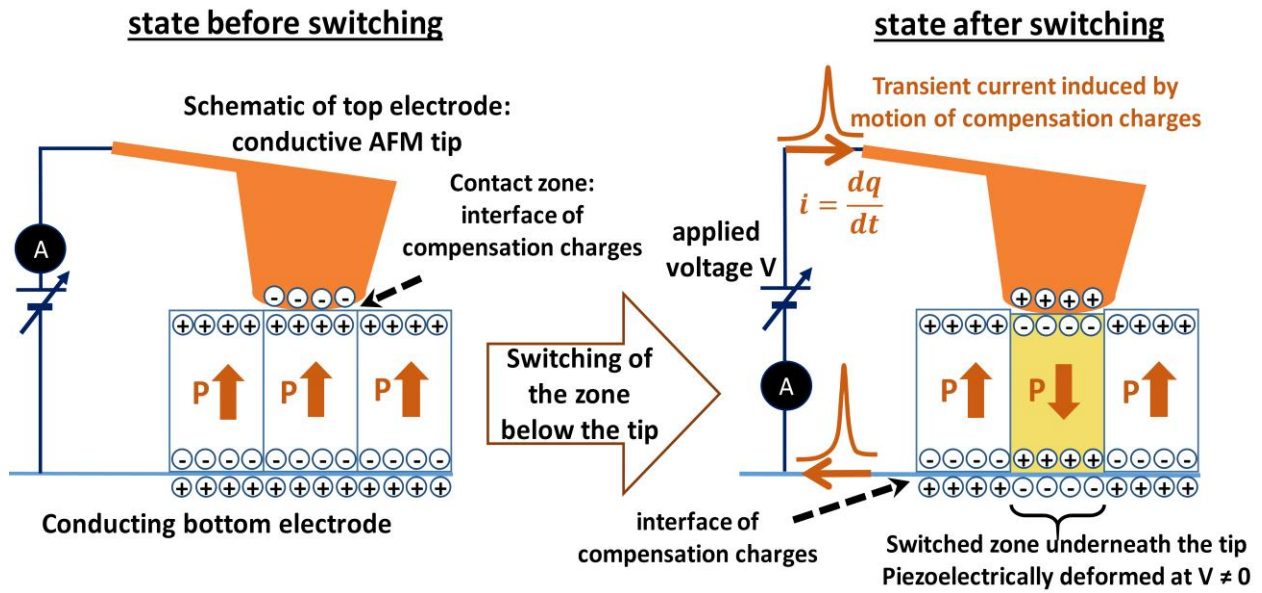 state before switching
Schematic of top electrode:
conductive AFM tip
Contact zone:
interface of
compensation charges
A
- - - -
+ + + + + + + + + + + +
P P P
- - - - - - - - - - - -
+ + + + + + + + + + + +
Conducting bottom electrode
Switching of
the zone
below the tip
state after switching
Transient current induced by
motion of compensation charges
i = dq
dt
applied
voltage V
A
+ + + +
+ + + + - - - - + + + +
P P P
- - - - + + + + - - - -
+ + + + - - - - + + + +
interface of
compensation charges
Switched zone underneath the tip
Piezoelectrically deformed at V ≠ 0